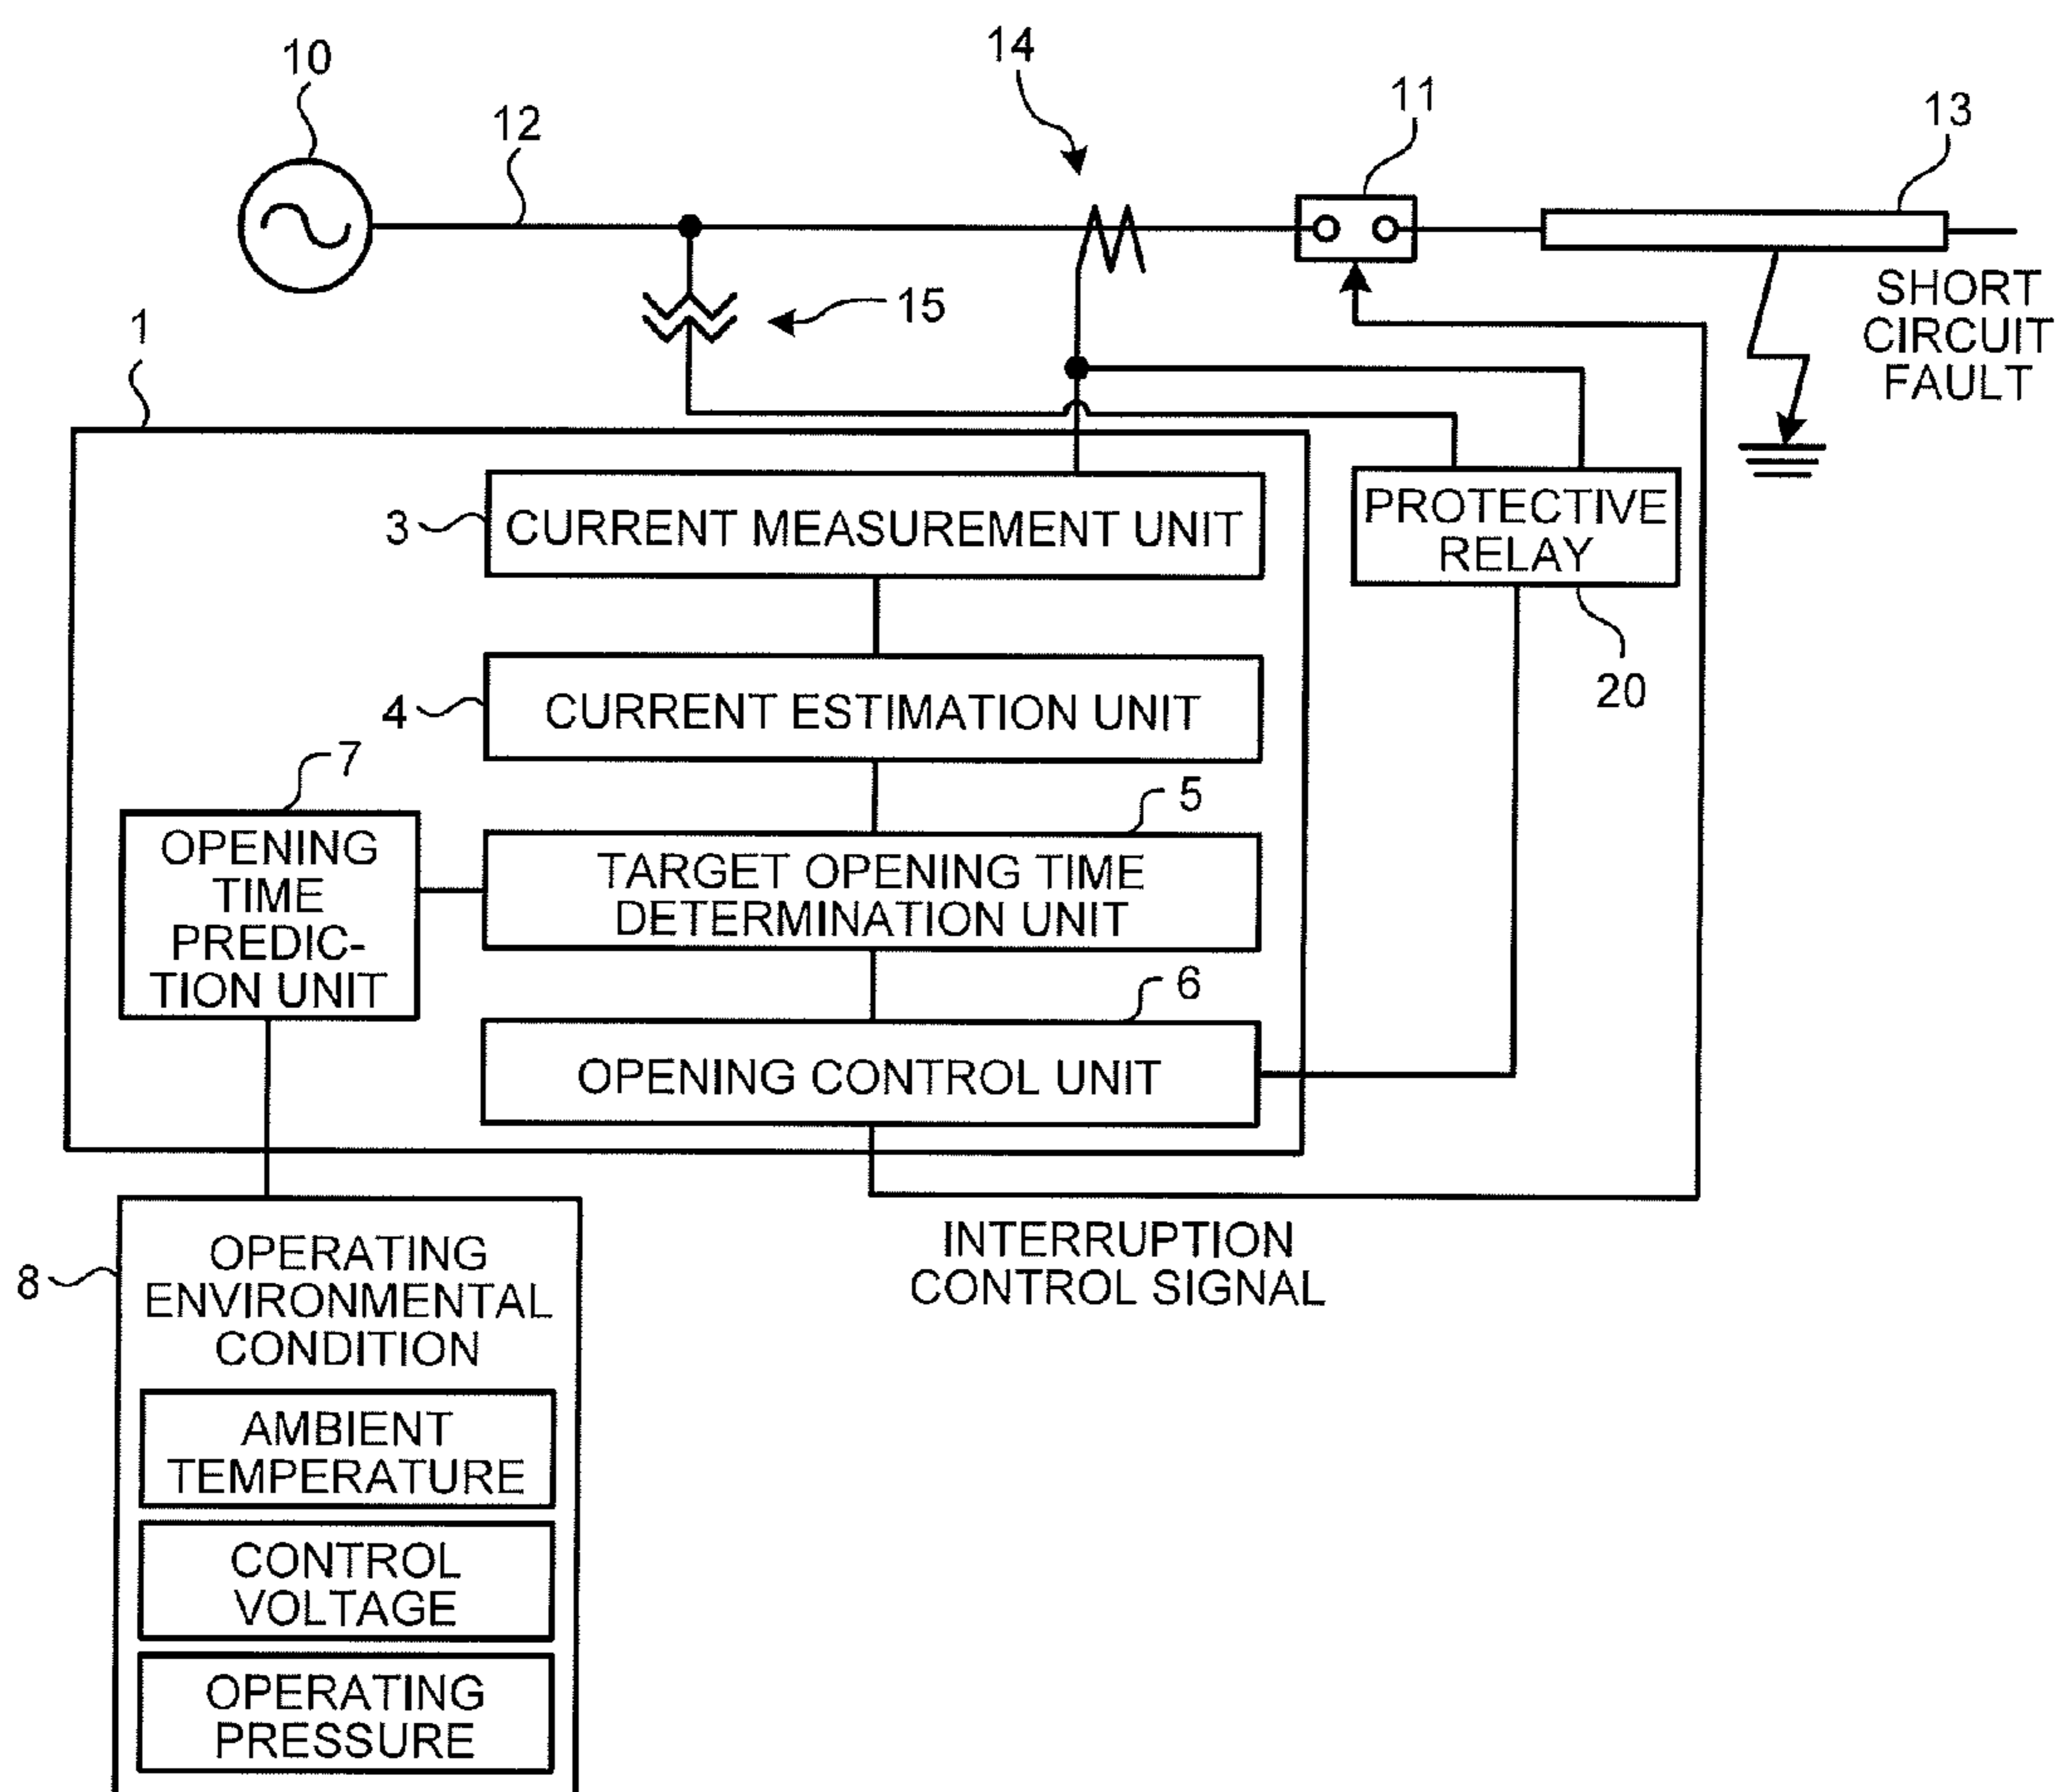 10
12
14
11
13
15
SHORT
CIRCUIT
FAULT
1
3
CURRENT MEASUREMENT UNIT
PROTECTIVE
RELAY
20
4
CURRENT ESTIMATION UNIT
7
OPENING
TIME
PREDIC-
TION UNIT
5
TARGET OPENING TIME
DETERMINATION UNIT
6
OPENING CONTROL UNIT
INTERRUPTION
CONTROL SIGNAL
8
OPERATING
ENVIRONMENTAL
CONDITION
AMBIENT
TEMPERATURE
CONTROL
VOLTAGE
OPERATING
PRESSURE